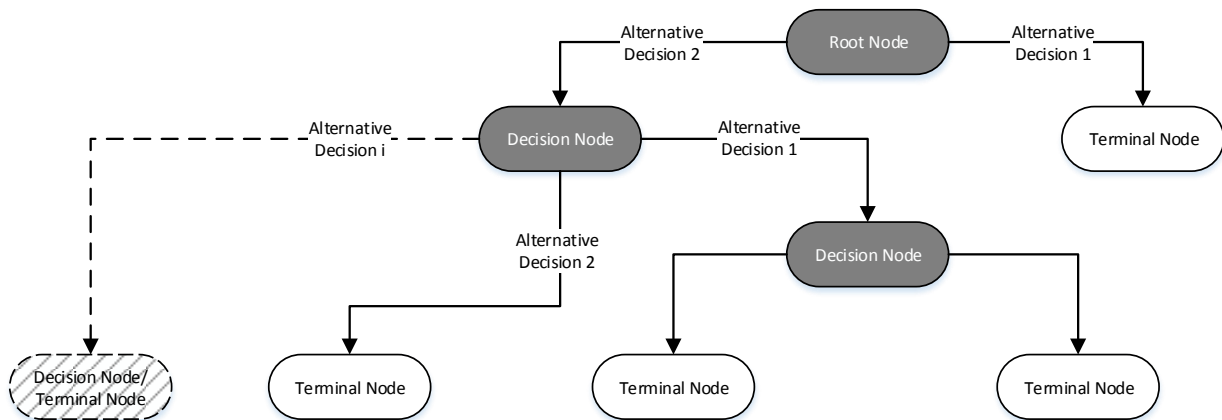 Alternative
Decision 2
Root Node
Alternative
Decision 1
Alternative
Decision i
Decision Node
Alternative
Decision 1
Terminal Node
Alternative
Decision 2
Decision Node
Decision Node/
Terminal Node
Terminal Node
Terminal Node
Terminal Node